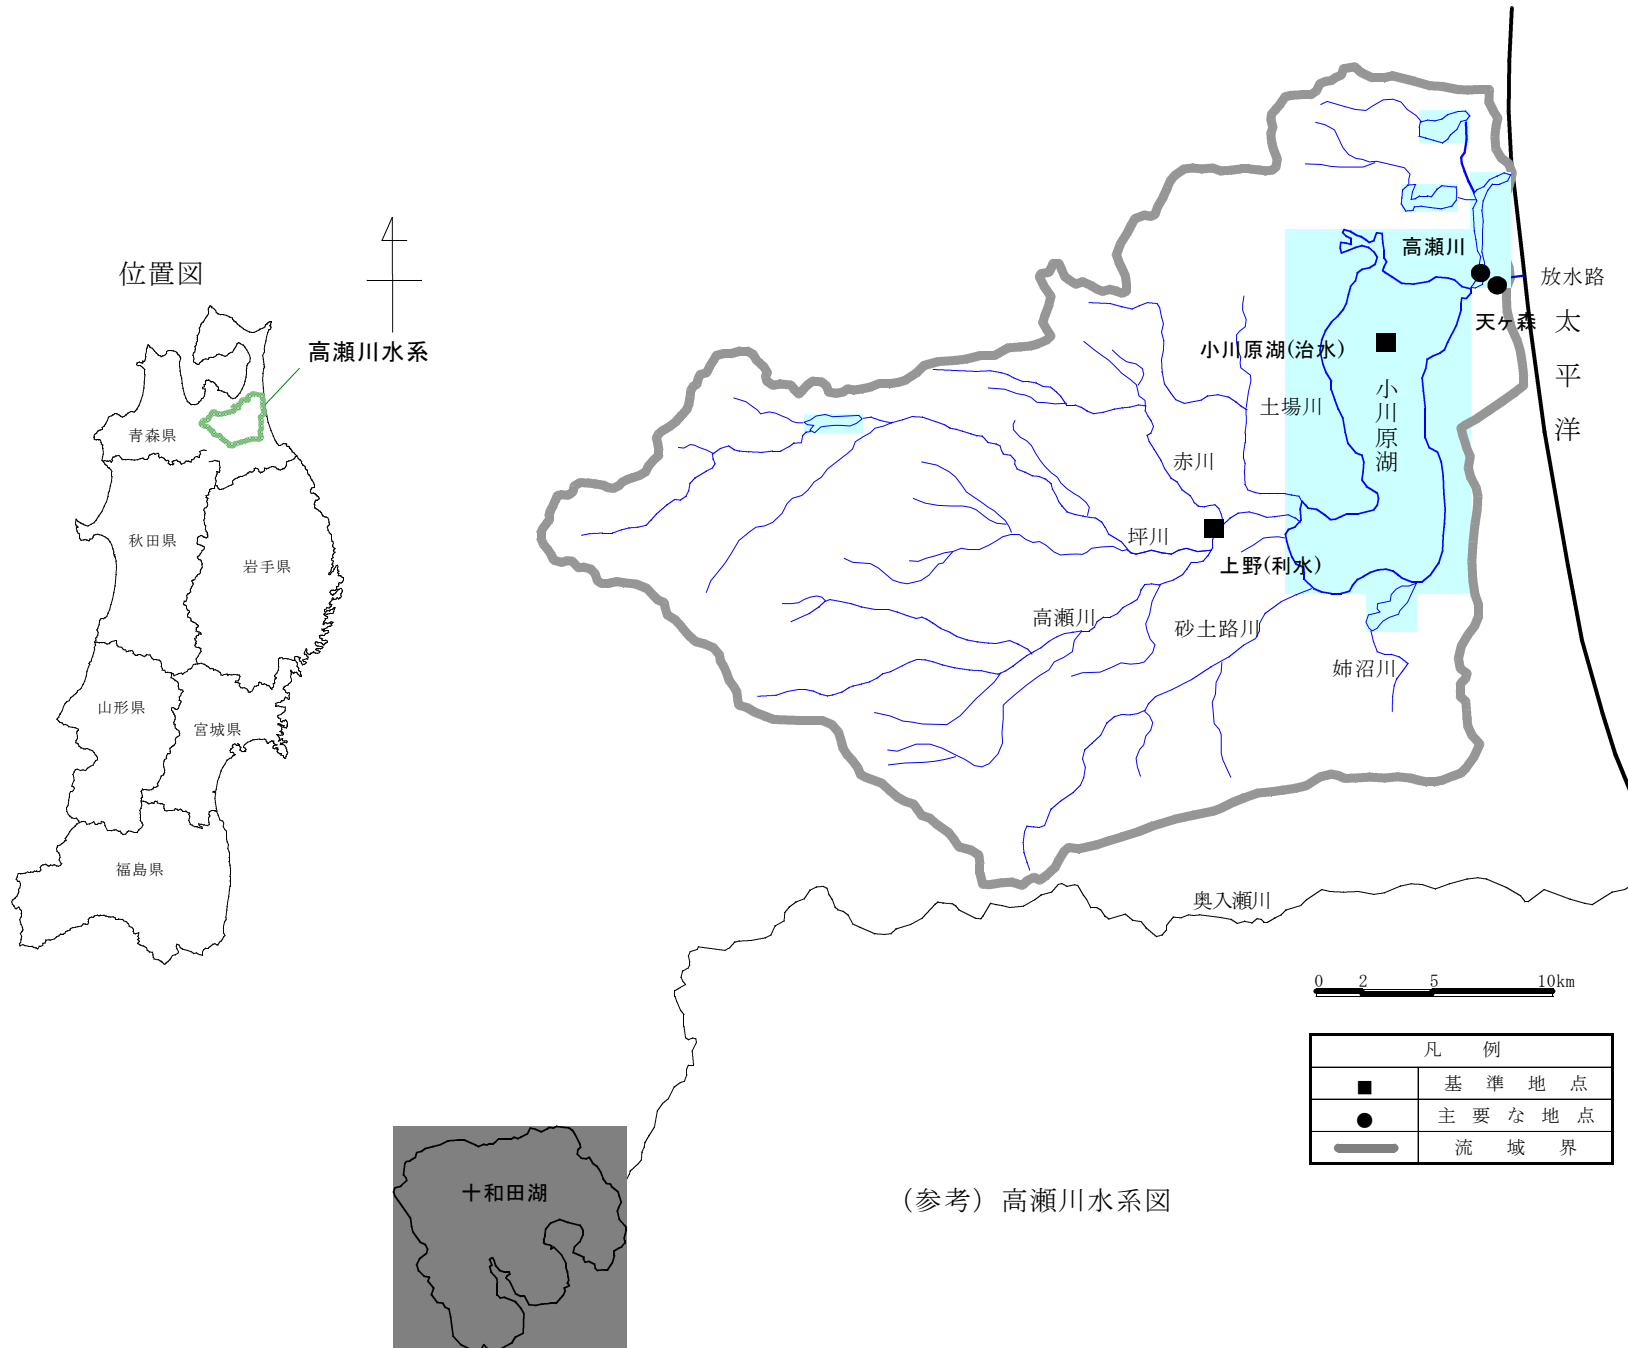 位置図
高瀬川水系
青森県
秋田県
岩手県
山形県
宮城県
福島県
高瀬川
放水路
天ヶ森
太平洋
小川原湖(治水)
小川原湖
土場川
赤川
坪川
上野(利水)
高瀬川
砂土路川
姉沼川
奥入瀬川
0 2 5 10km
凡 例
基 準 地 点
主 要 な 地 点
流 域 界
十和田湖
(参考) 高瀬川水系図